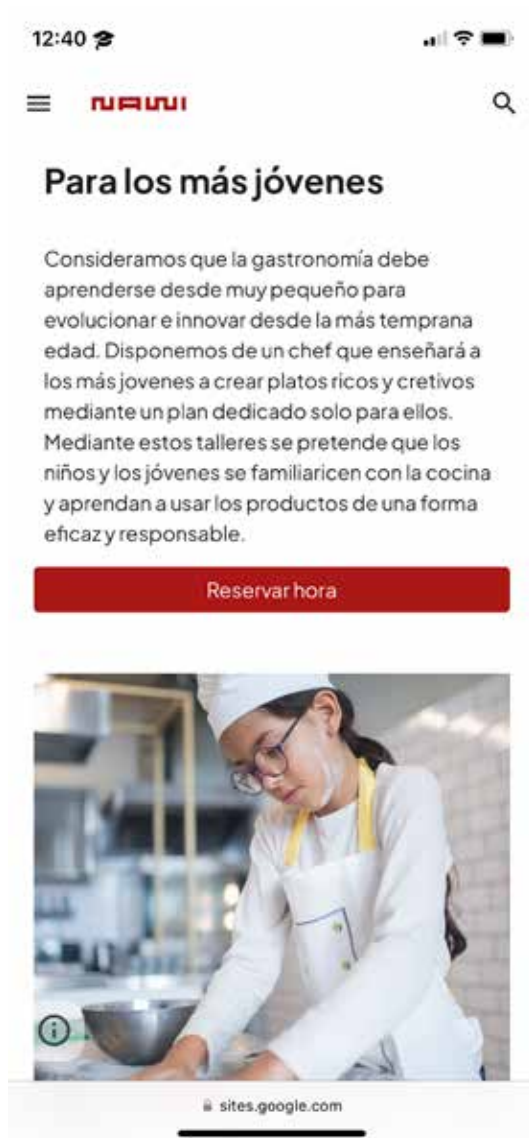 12:40
NAWI
Para los más jóvenes
Consideramos que la gastronomía debe
aprenderse desde muy pequeño para
evolucionar e innovar desde la más temprana
edad. Disponemos de un chef que enseñará a
los más jovenes a crear platos ricos y cretivos
mediante un plan dedicado solo para ellos.
Mediante estos talleres se pretende que los
niños y los jóvenes se familiaricen con la cocina
y aprendan a usar los productos de una forma
eficaz y responsable.
Reservar hora
sites.google.com